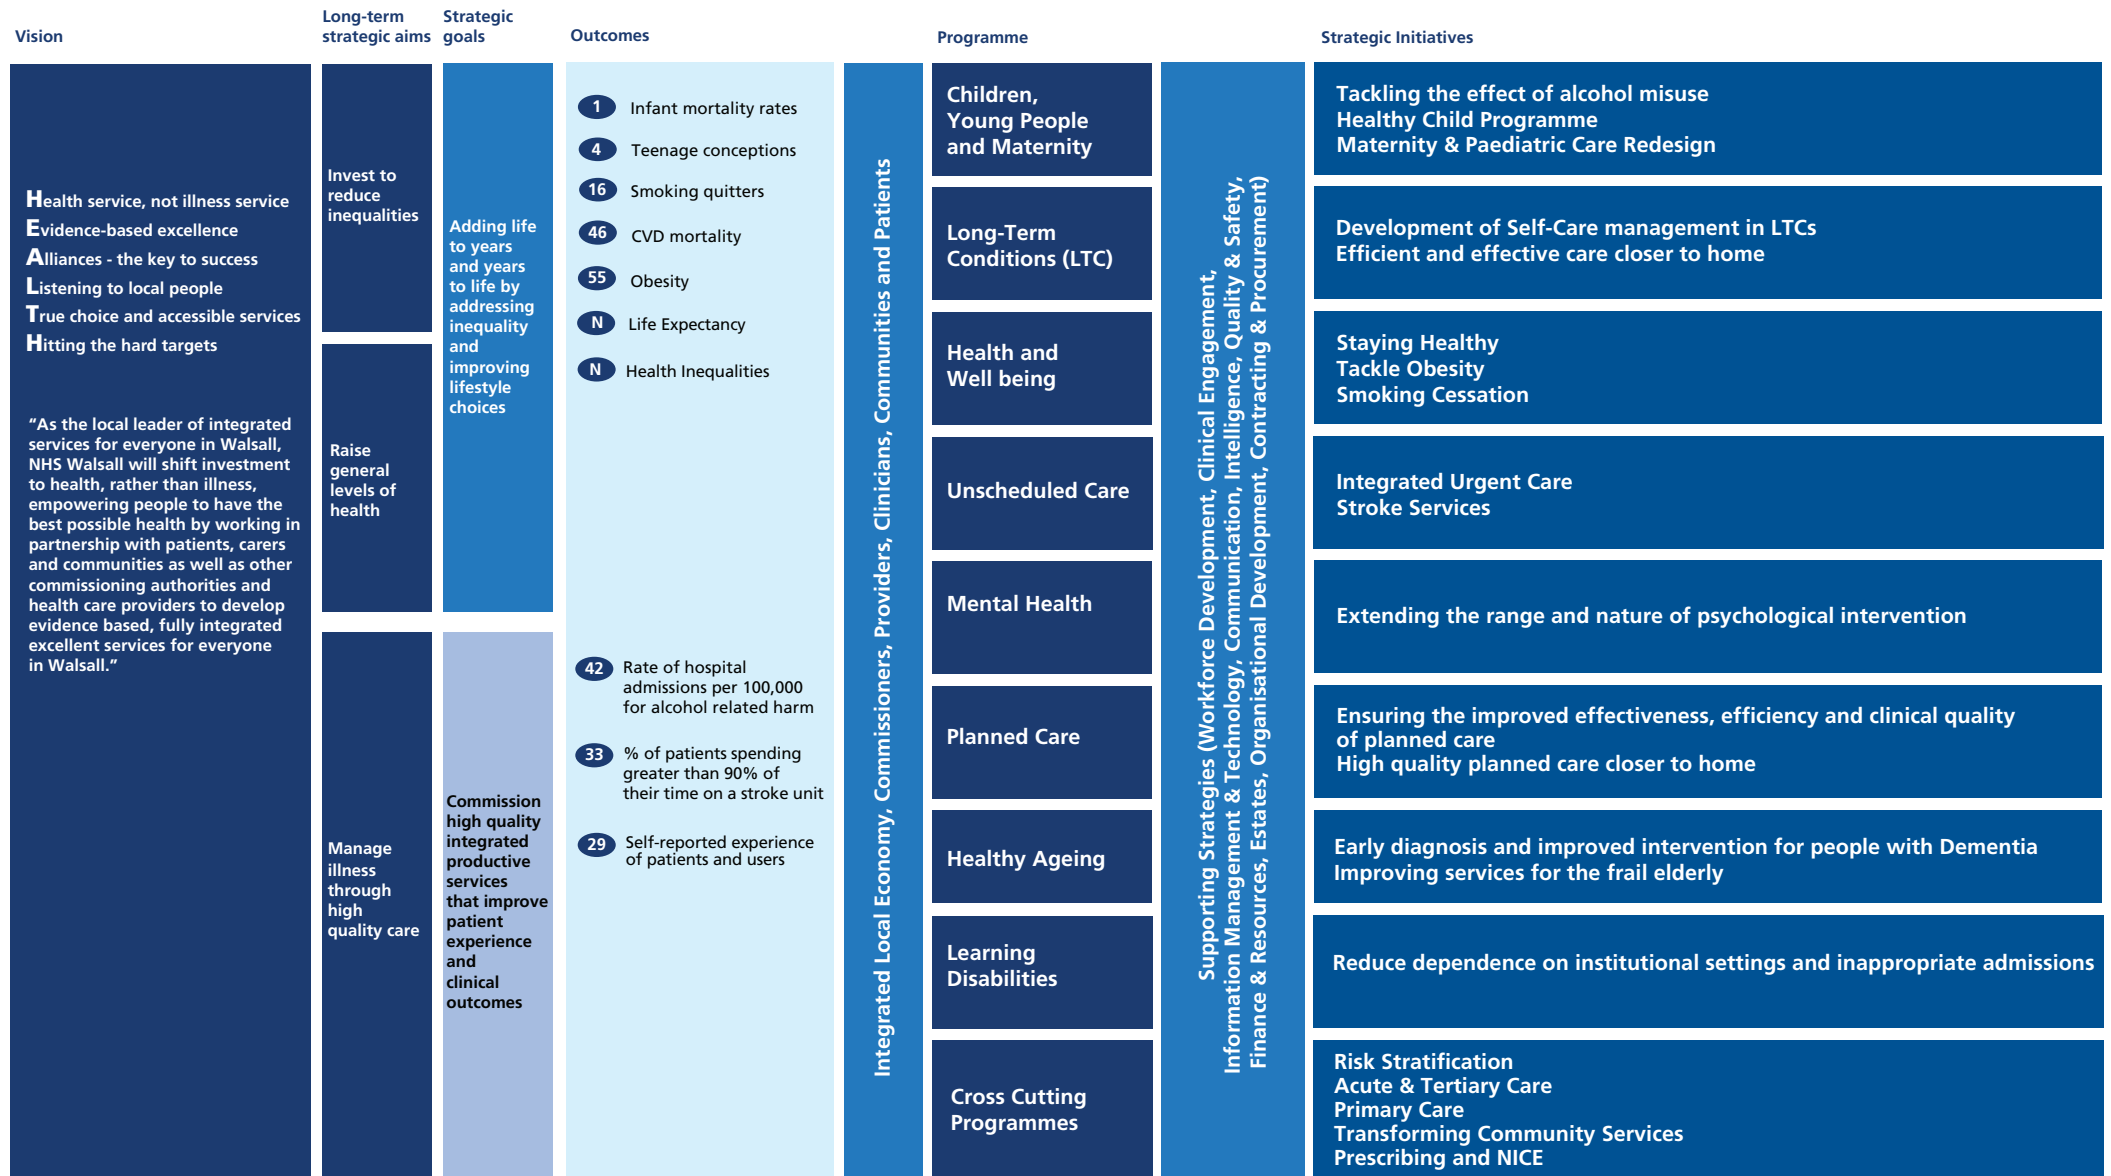 Vision
Long-term
strategic aims
Strategic
goals
Outcomes
Programme
Strategic Initiatives
Health service, not illness service
Evidence-based excellence
Alliances - the key to success
Listening to local people
True choice and accessible services
Hitting the hard targets
“As the local leader of integrated
services for everyone in Walsall,
NHS Walsall will shift investment
to health, rather than illness,
empowering people to have the
best possible health by working in
partnership with patients, carers
and communities as well as other
commissioning authorities and
health care providers to develop
evidence based, fully integrated
excellent services for everyone
in Walsall.”
Invest to
reduce
inequalities
Raise
general
levels of
health
Manage
illness
through
high
quality care
Adding life
to years
and years
to life by
addressing
inequality
and
improving
lifestyle
choices
Commission
high quality
integrated
productive
services
that improve
patient
experience
and
clinical
outcomes
1 Infant mortality rates
4 Teenage conceptions
16 Smoking quitters
46 CVD mortality
55 Obesity
N Life Expectancy
N Health Inequalities
42 Rate of hospital
admissions per 100,000
for alcohol related harm
33 % of patients spending
greater than 90% of
their time on a stroke unit
29 Self-reported experience
of patients and users
Integrated Local Economy, Commissioners, Providers, Clinicians, Communities and Patients
Children,
Young People
and Maternity
Long-Term
Conditions (LTC)
Health and
Well being
Unscheduled Care
Mental Health
Planned Care
Healthy Ageing
Learning
Disabilities
Cross Cutting
Programmes
Supporting Strategies (Workforce Development, Clinical Engagement,
Information Management & Technology, Communication, Intelligence, Quality & Safety,
Finance & Resources, Estates, Organisational Development, Contracting & Procurement)
Tackling the effect of alcohol misuse
Healthy Child Programme
Maternity & Paediatric Care Redesign
Development of Self-Care management in LTCs
Efficient and effective care closer to home
Staying Healthy
Tackle Obesity
Smoking Cessation
Integrated Urgent Care
Stroke Services
Extending the range and nature of psychological intervention
Ensuring the improved effectiveness, efficiency and clinical quality
of planned care
High quality planned care closer to home
Early diagnosis and improved intervention for people with Dementia
Improving services for the frail elderly
Reduce dependence on institutional settings and inappropriate admissions
Risk Stratification
Acute & Tertiary Care
Primary Care
Transforming Community Services
Prescribing and NICE